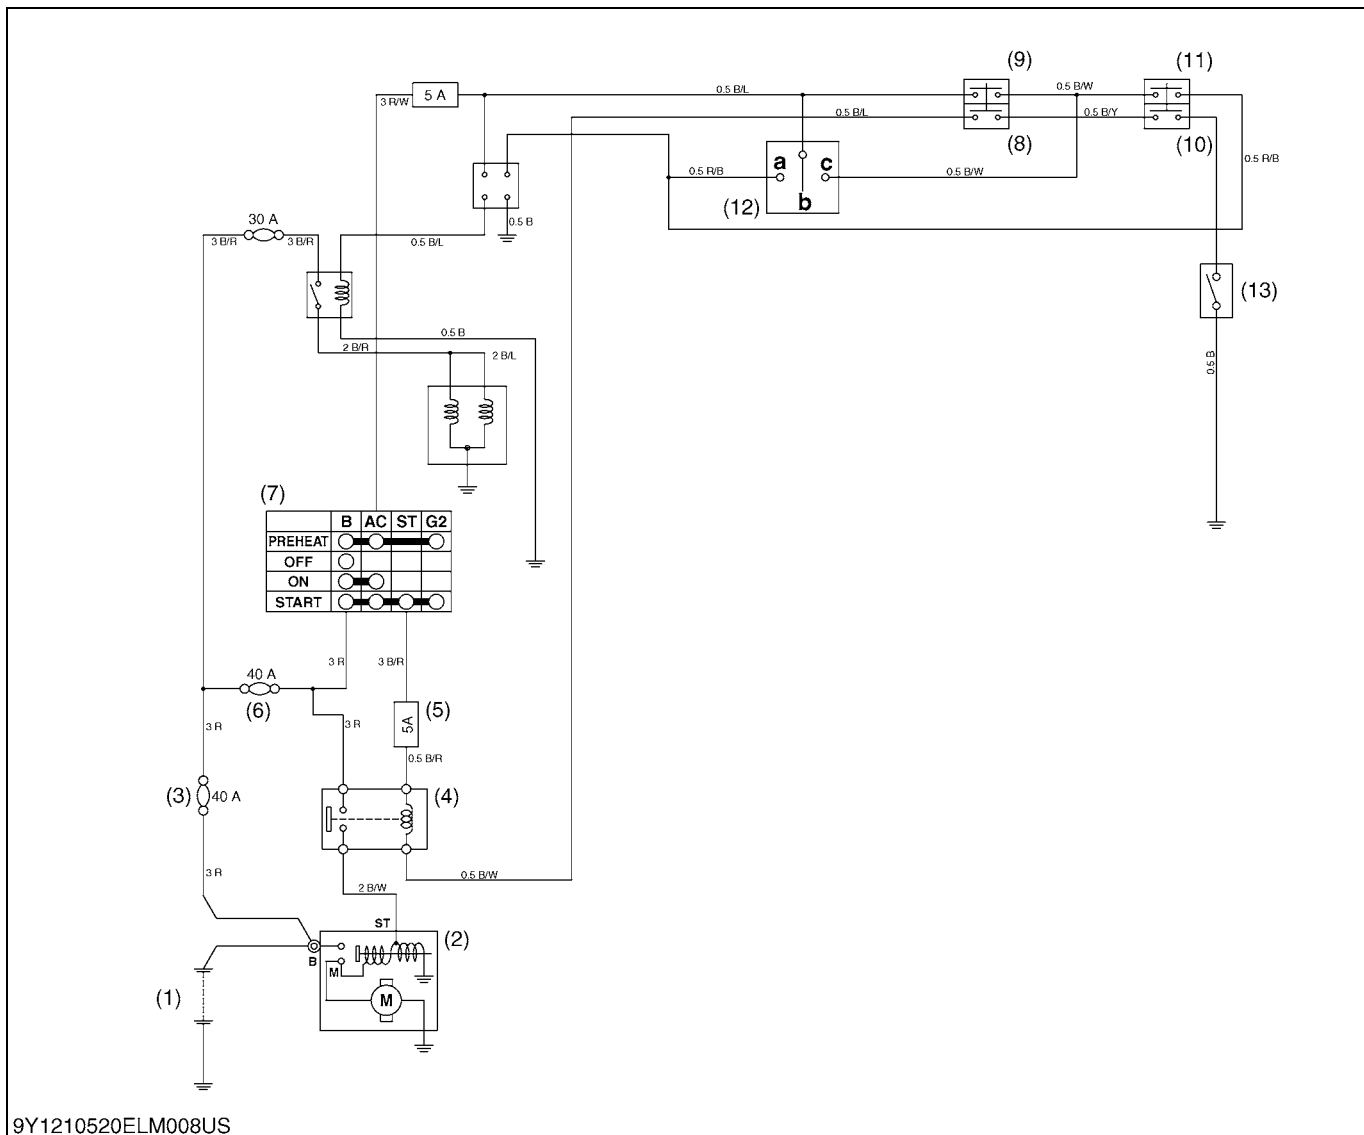 (9)
(11)
3 R/W
5 A
0.5 B/L
0.5 B/W
0.5 B/L
0.5 B/Y
(8)
(10)
a
c
b
(12)
0.5 R/B
0.5 B/W
0.5 R/B
30 A
3 B/R
3 B/R
0.5 B/L
0.5 B
(13)
0.5 B
2 B/R
2 B/L
0.5 B
(7)
B AC ST G2
PREHEAT
OFF
ON
START
3 R
3 B/R
40 A
(6)
3 R
3 R
5A
(5)
0.5 B/R
(3)
40 A
(4)
3 R
2 B/W
0.5 B/W
ST
(2)
B
M
M
(1)
9Y1210520ELM008US